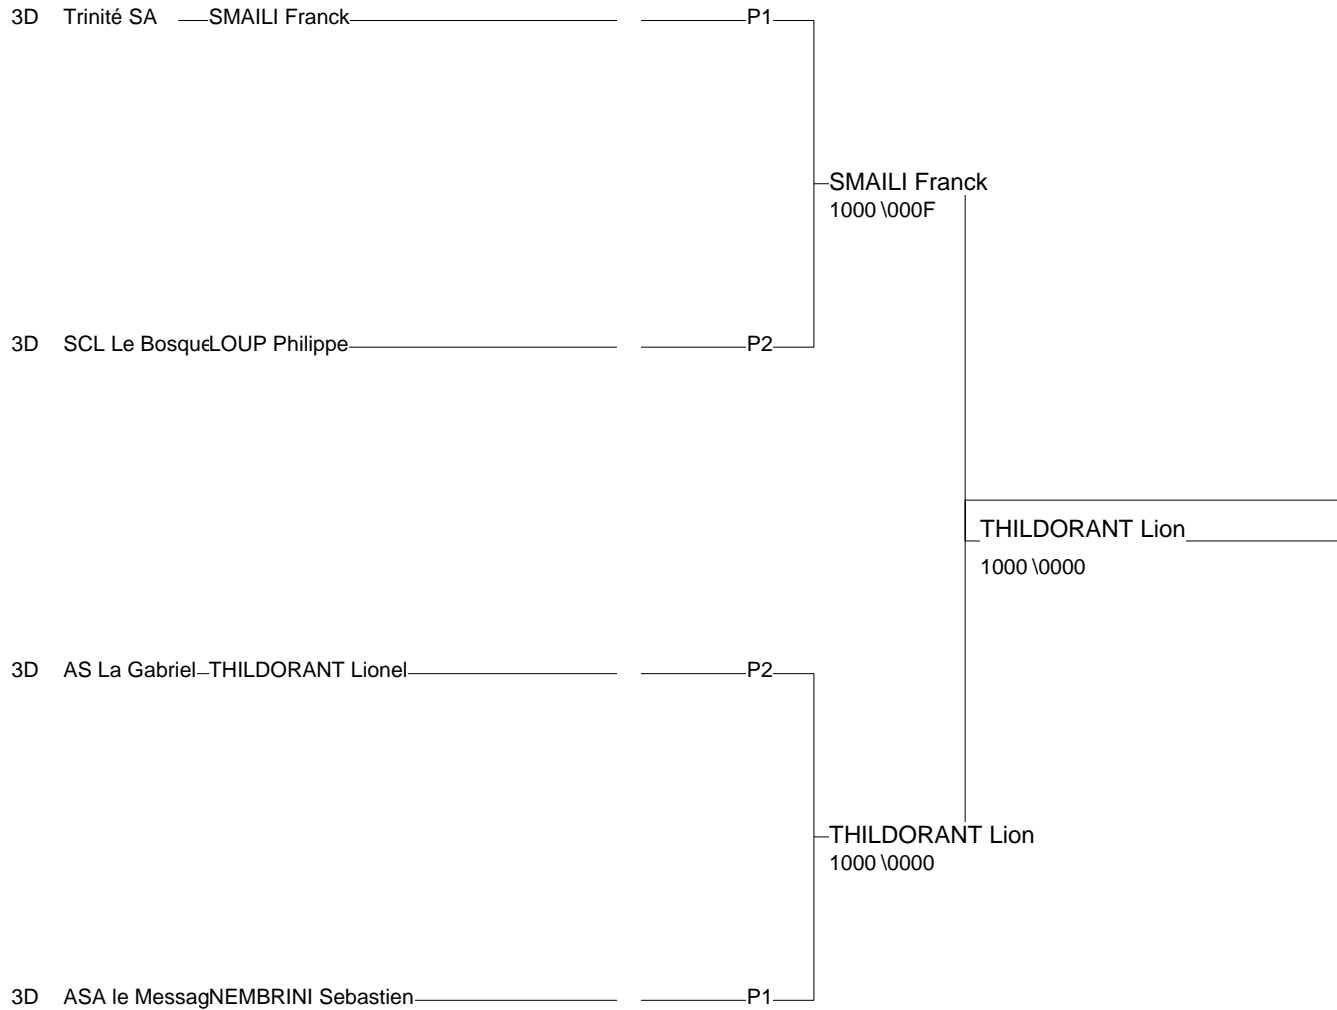 3D Trinité SA SMAILI Franck P1
SMAILI Franck
1000 \000F
3D SCL Le Bosque LOUP Philippe P2
THILDORANT Lion
1000 \0000
3D AS La Gabriel THILDORANT Lionel P2
THILDORANT Lion
1000 \0000
3D ASA le Messag NEMBRINI Sebastien P1